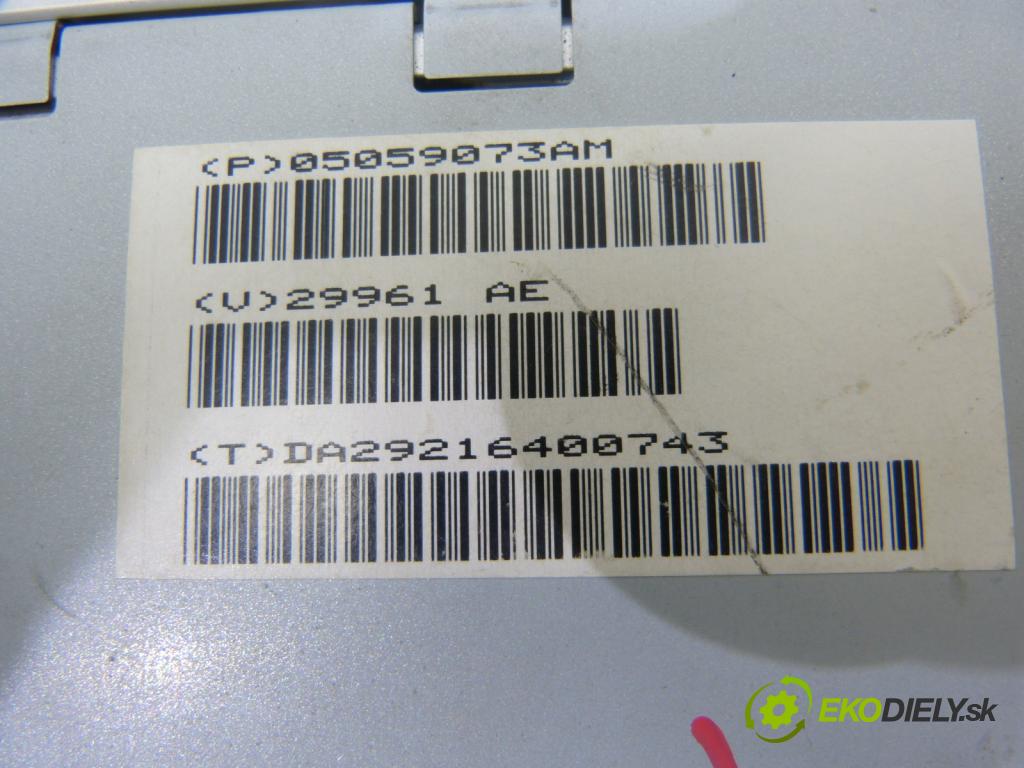 (P)05059073AM
(V)29961 AE
(T)DA29216400743
EKODIELY.sk